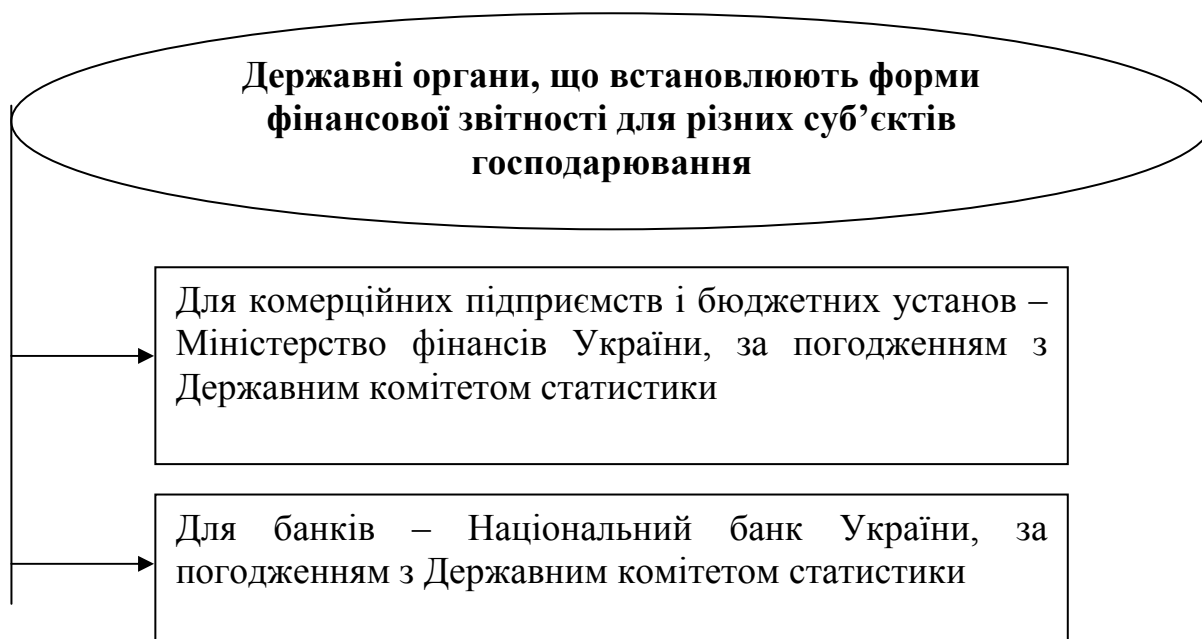 Державні органи, що встановлюють форми
фінансової звітності для різних суб’єктів
господарювання
Для комерційних підприємств і бюджетних установ –
Міністерство фінансів України, за погодженням з
Державним комітетом статистики
Для банків – Національний банк України, за
погодженням з Державним комітетом статистики